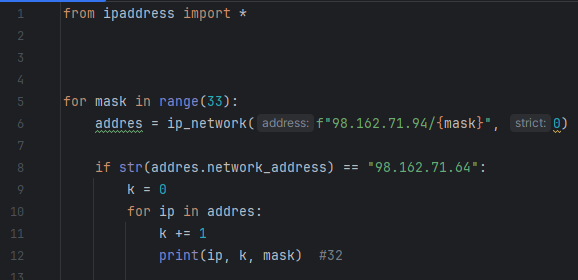 1 from ipaddress import *
2
3
4
5 for mask in range(33):
6 addres = ip_network( address: f"98.162.71.94/{mask}", strict: 0)
7
8 if str(addres.network_address) == "98.162.71.64":
9 k = 0
10 for ip in addres:
11 k += 1
12 print(ip, k, mask) #32
13